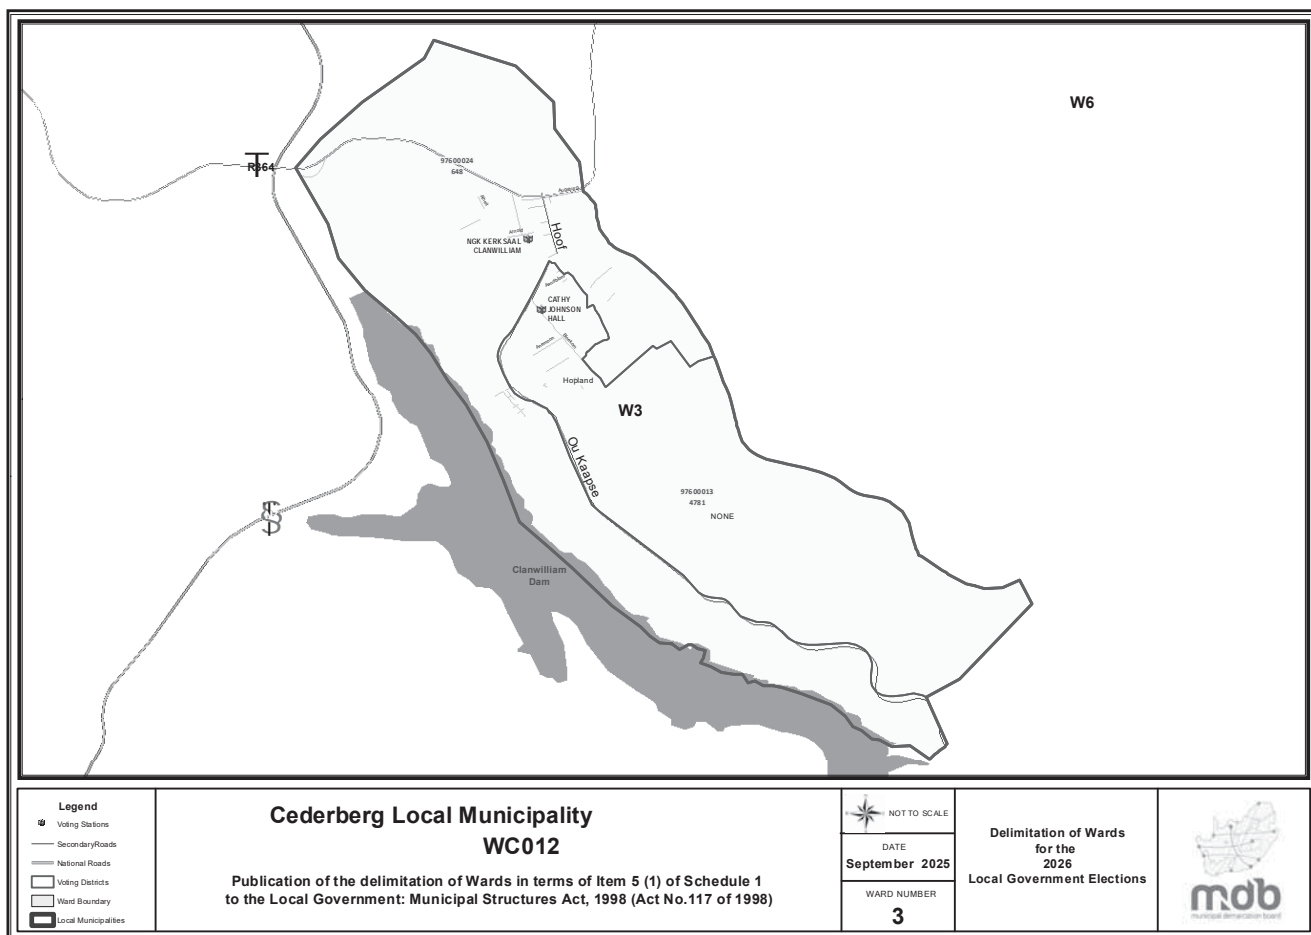 W6
R364
97600024
648
NGK KERKSAAL
CLANWILLIAM
Hoof
CATHY
JOHNSON
HALL
Hopland
W3
Ou Kaapse
97600013
4781
NONE
Clanwilliam
Dam
Legend
Voting Stations
SecondaryRoads
National Roads
Voting Districts
Ward Boundary
Local Municipalities
Cederberg Local Municipality
WC012
Publication of the delimitation of Wards in terms of Item 5 (1) of Schedule 1
to the Local Government: Municipal Structures Act, 1998 (Act No.117 of 1998)
NOT TO SCALE
DATE
September 2025
WARD NUMBER
3
Delimitation of Wards
for the
2026
Local Government Elections
mdb
municipal demarcation board